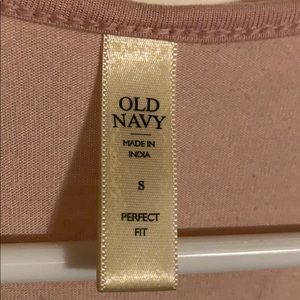 OLD
NAVY
MADE IN
INDIA
S
PERFECT
FIT